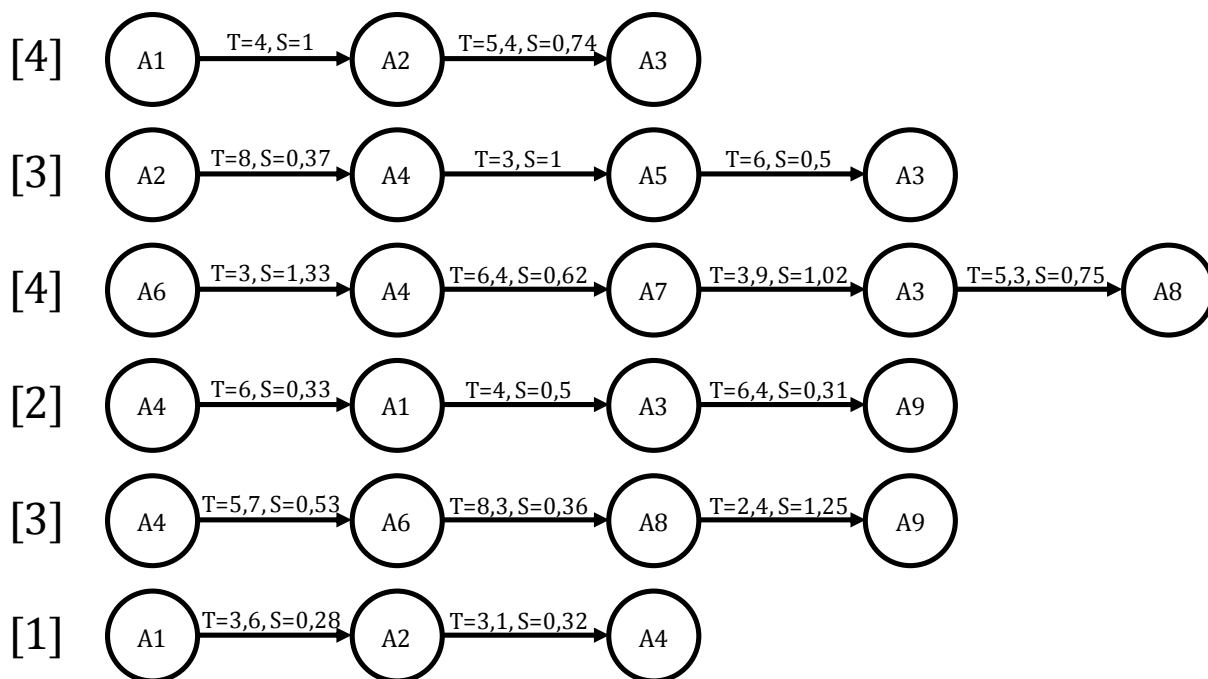 [4] A1 T=4, S=1 A2 T=5,4, S=0,74 A3
[3] A2 T=8, S=0,37 A4 T=3, S=1 A5 T=6, S=0,5 A3
[4] A6 T=3, S=1,33 A4 T=6,4, S=0,62 A7 T=3,9, S=1,02 A3 T=5,3, S=0,75 A8
[2] A4 T=6, S=0,33 A1 T=4, S=0,5 A3 T=6,4, S=0,31 A9
[3] A4 T=5,7, S=0,53 A6 T=8,3, S=0,36 A8 T=2,4, S=1,25 A9
[1] A1 T=3,6, S=0,28 A2 T=3,1, S=0,32 A4